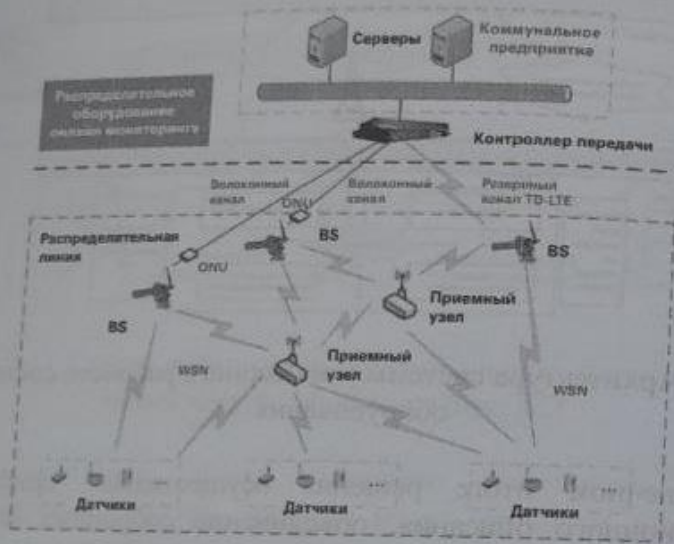 Серверы
Коммунальное
предприятие
Распределительное
оборудование
онлайн мониторинга
Контроллер передачи
Волоконный
канал
ONU
Волоконный
канал
Резервный
канал TD-LTE
Распределительная
линия
BS
BS
ONU
Приемный
узел
BS
Приемный
узел
WSN
WSN
...
...
...
Датчики
Датчики
Датчики